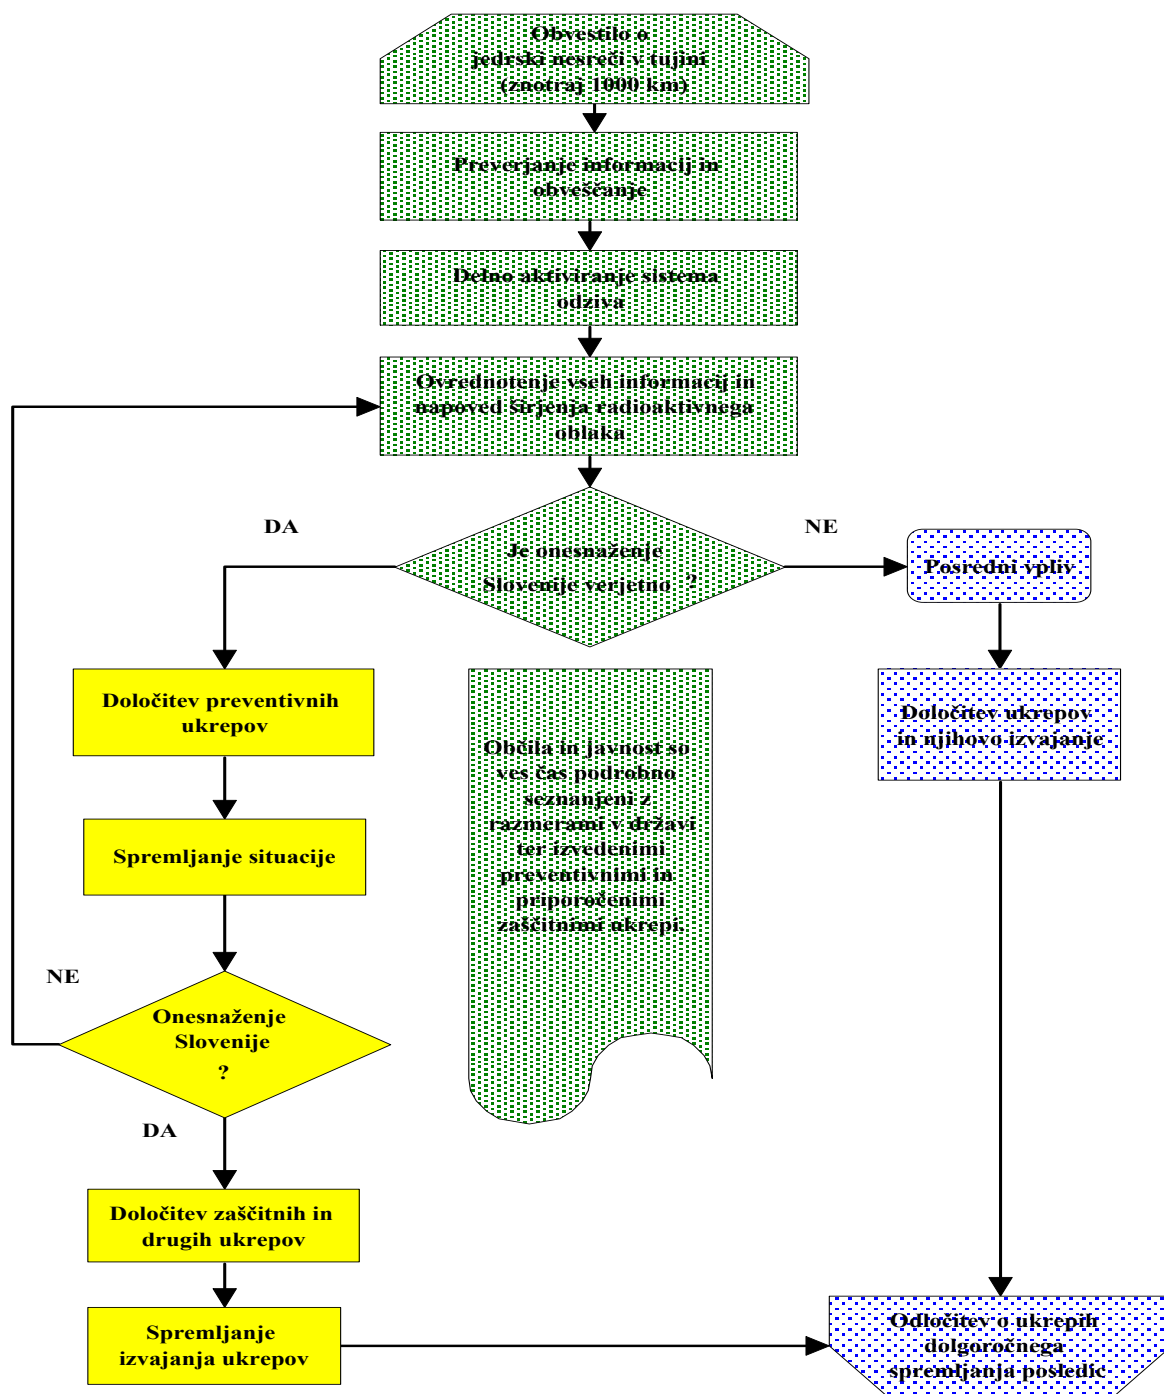 Obvestilo o
jedrski nesreči v tujini
(znotraj 1000 km)
Preverjanje informacij in
obveščanje
Delno aktiviranje sistema
odziva
Ovrednotenje vseh informacij in
napoved širjenja radioaktivnega
oblaka
DA
NE
Je onesnaženje
Slovenije verjetno ?
Posredni vpliv
Določitev preventivnih
ukrepov
Določitev ukrepov
in njihovo izvajanje
Občila in javnost so
ves čas podrobno
seznanjeni z
razmerami v državi
ter izvedenimi
preventivnimi in
priporočenimi
zaščitnimi ukrepi.
Spremljanje situacije
NE
Onesnaženje
Slovenije
?
DA
Določitev zaščitnih in
drugih ukrepov
Spremljanje
izvajanja ukrepov
Odločitev o ukrepih
dolgoročnega
spremljanja posledic